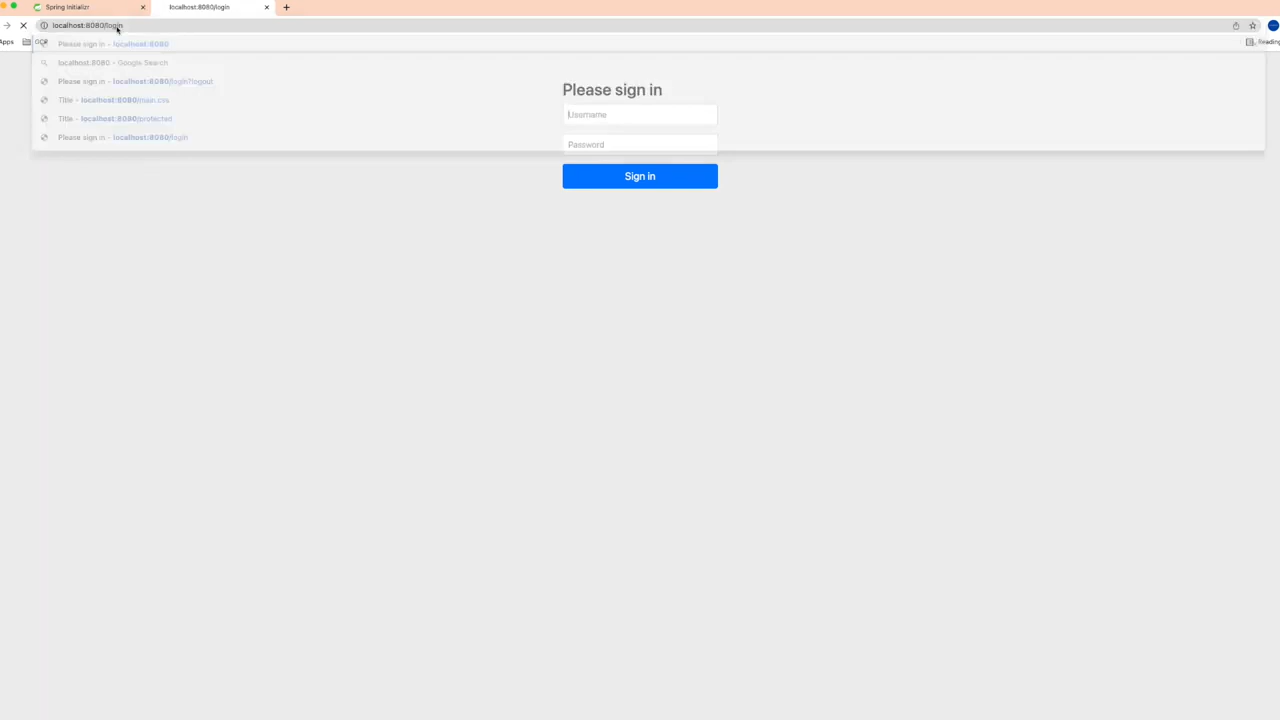 Spring Initializr
localhost:8080/login
localhost:8080/login
Apps
Reading
Please sign in - localhost:8080
localhost:8080 - Google Search
Please sign in - localhost:8080/login?logout
Title - localhost:8080/main.css
Title - localhost:8080/protected
Please sign in - localhost:8080/login
Please sign in
Username
Password
Sign in